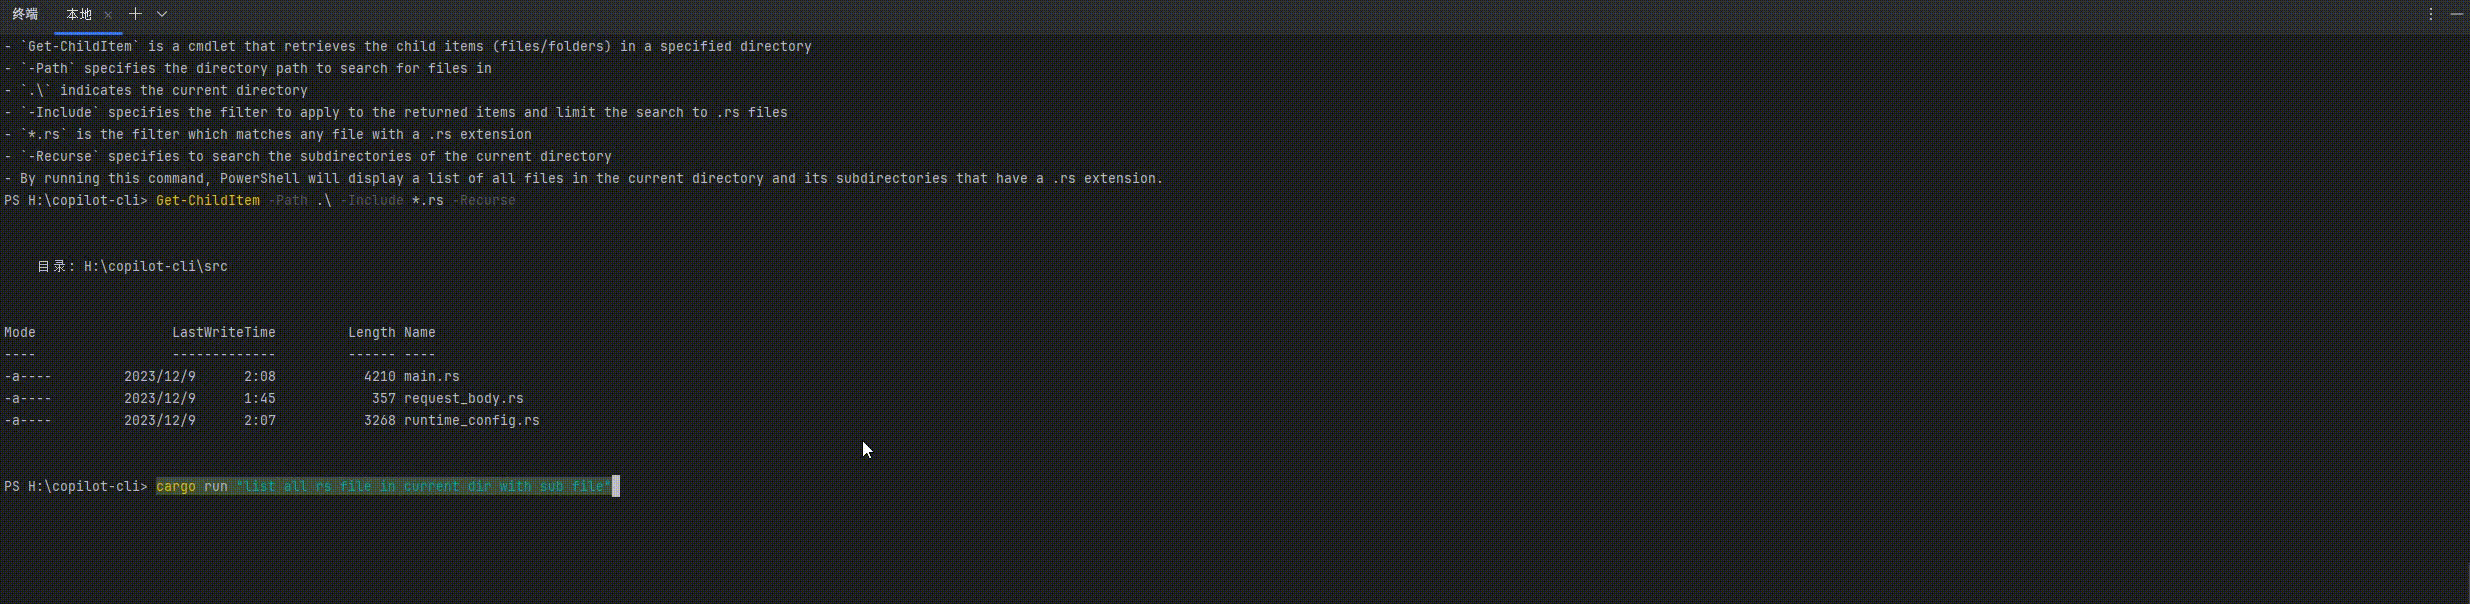 终端 本地
- `Get-ChildItem` is a cmdlet that retrieves the child items (files/folders) in a specified directory
- `-Path` specifies the directory path to search for files in
- `.\` indicates the current directory
- `-Include` specifies the filter to apply to the returned items and limit the search to .rs files
- `*.rs` is the filter which matches any file with a .rs extension
- `-Recurse` specifies to search the subdirectories of the current directory
- By running this command, PowerShell will display a list of all files in the current directory and its subdirectories that have a .rs extension.
PS H:\copilot-cli> Get-ChildItem -Path .\ -Include *.rs -Recurse
目录: H:\copilot-cli\src
Mode LastWriteTime Length Name
---- ------------- ------ ----
-a---- 2023/12/9 2:08 4210 main.rs
-a---- 2023/12/9 1:45 357 request_body.rs
-a---- 2023/12/9 2:07 3268 runtime_config.rs
PS H:\copilot-cli> cargo run "list all rs file in current dir with sub file"